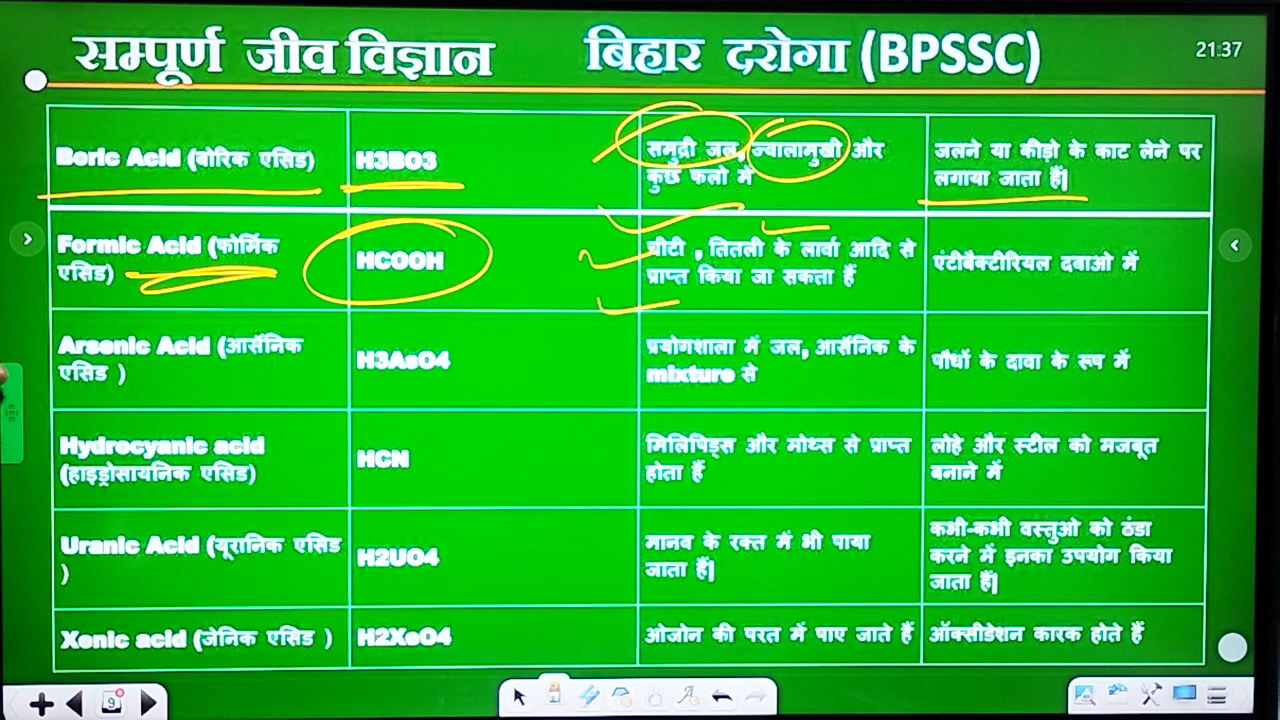 सम्पूर्ण जीव विज्ञान बिहार दरोगा (BPSSC)
21:37
Boric Acid (बोरिक एसिड)
H3BO3
समुद्री जल, ज्वालामुखी और
कुछ फलो में
जलने या कीड़ो के काट लेने पर
लगाया जाता हैं|
Formic Acid (फोर्मिक
एसिड)
HCOOH
चीटी , तितली के लार्वा आदि से
प्राप्त किया जा सकता हैं
एंटीबैक्टीरियल दवाओ में
Arsenic Acid (आर्सेनिक
एसिड )
H3AsO4
प्रयोगशाला में जल, आर्सेनिक के
mixture से
पौधों के दावा के रूप में
Hydrocyanic acid
(हाइड्रोसायनिक एसिड)
HCN
मिलिपिड्स और मोथ्स से प्राप्त
होता हैं
लोहे और स्टील को मजबूत
बनाने में
Uranic Acid (यूरानिक एसिड
)
H2UO4
मानव के रक्त में भी पाया
जाता हैं|
कभी-कभी वस्तुओ को ठंडा
करने में इनका उपयोग किया
जाता हैं|
Xenic acid (जेनिक एसिड )
H2XeO4
ओजोन की परत में पाए जाते हैं
ऑक्सीडेशन कारक होते हैं
9